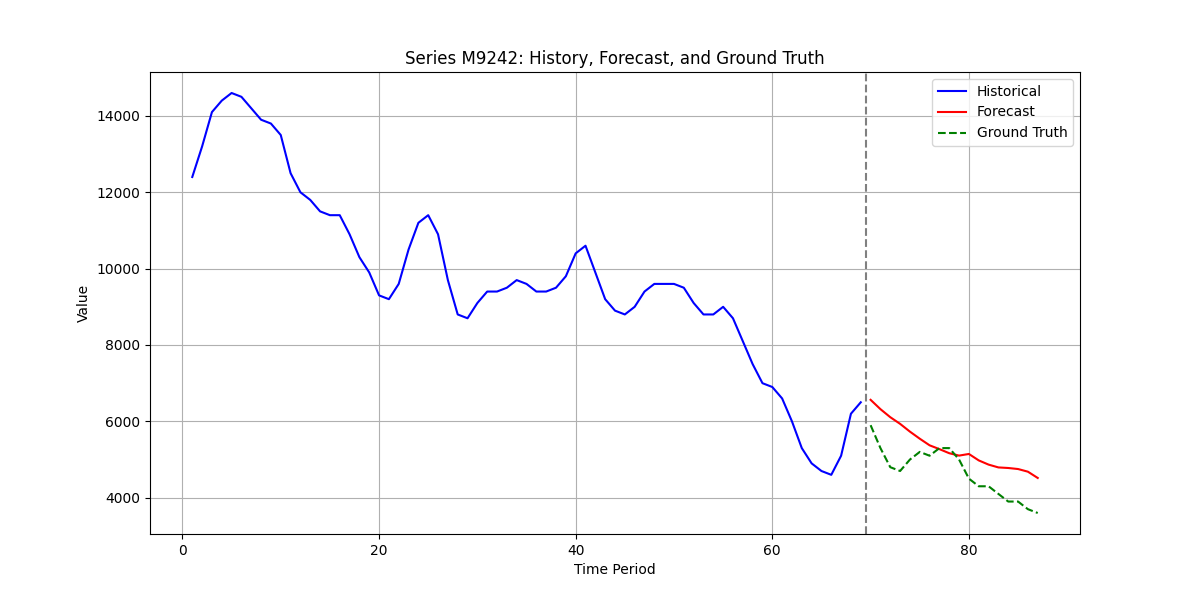 Series M9242: History, Forecast, and Ground Truth
Historical
Forecast
Ground Truth
14000
12000
10000
8000
6000
4000
Value
0
20
40
60
80
Time Period